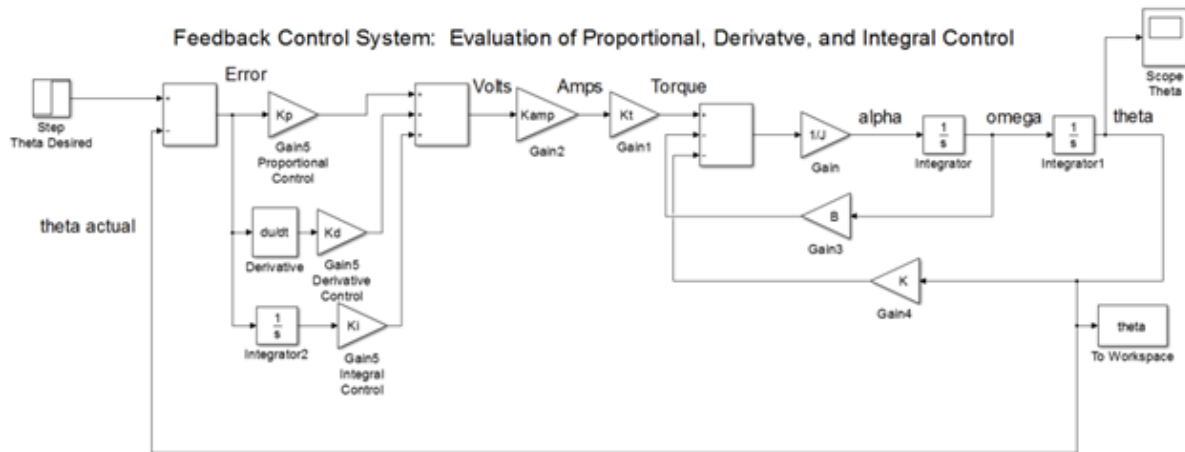 Feedback Control System: Evaluation of Proportional, Derivatve, and Integral Control
Scope
Theta
Step
Theta Desired
+
-
Error
Kp
Gain5
Proportional
Control
du/dt
Derivative
Kd
Gain5
Derivative
Control
1
s
Integrator2
Ki
Gain5
Integral
Control
+
+
+
Volts
Kamp
Gain2
Amps
Kt
Gain1
Torque
+
-
-
1/J
Gain
alpha
1
s
Integrator
omega
1
s
Integrator1
theta
B
Gain3
K
Gain4
theta
To Workspace
theta actual